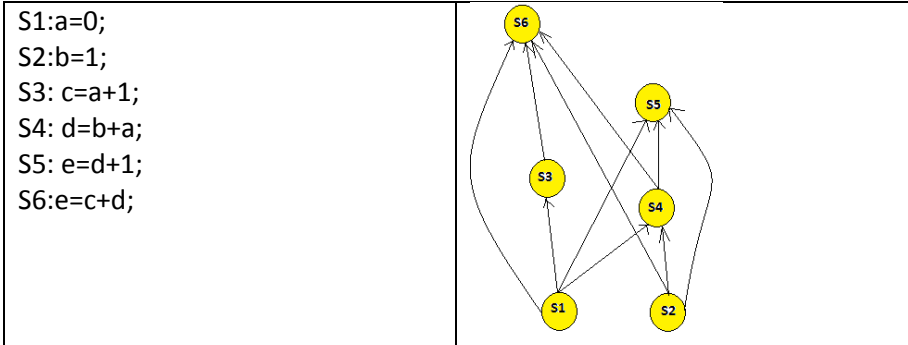 S1:a=0;
S2:b=1;
S3: c=a+1;
S4: d=b+a;
S5: e=d+1;
S6:e=c+d;
S6
S5
S3
S4
S1
S2